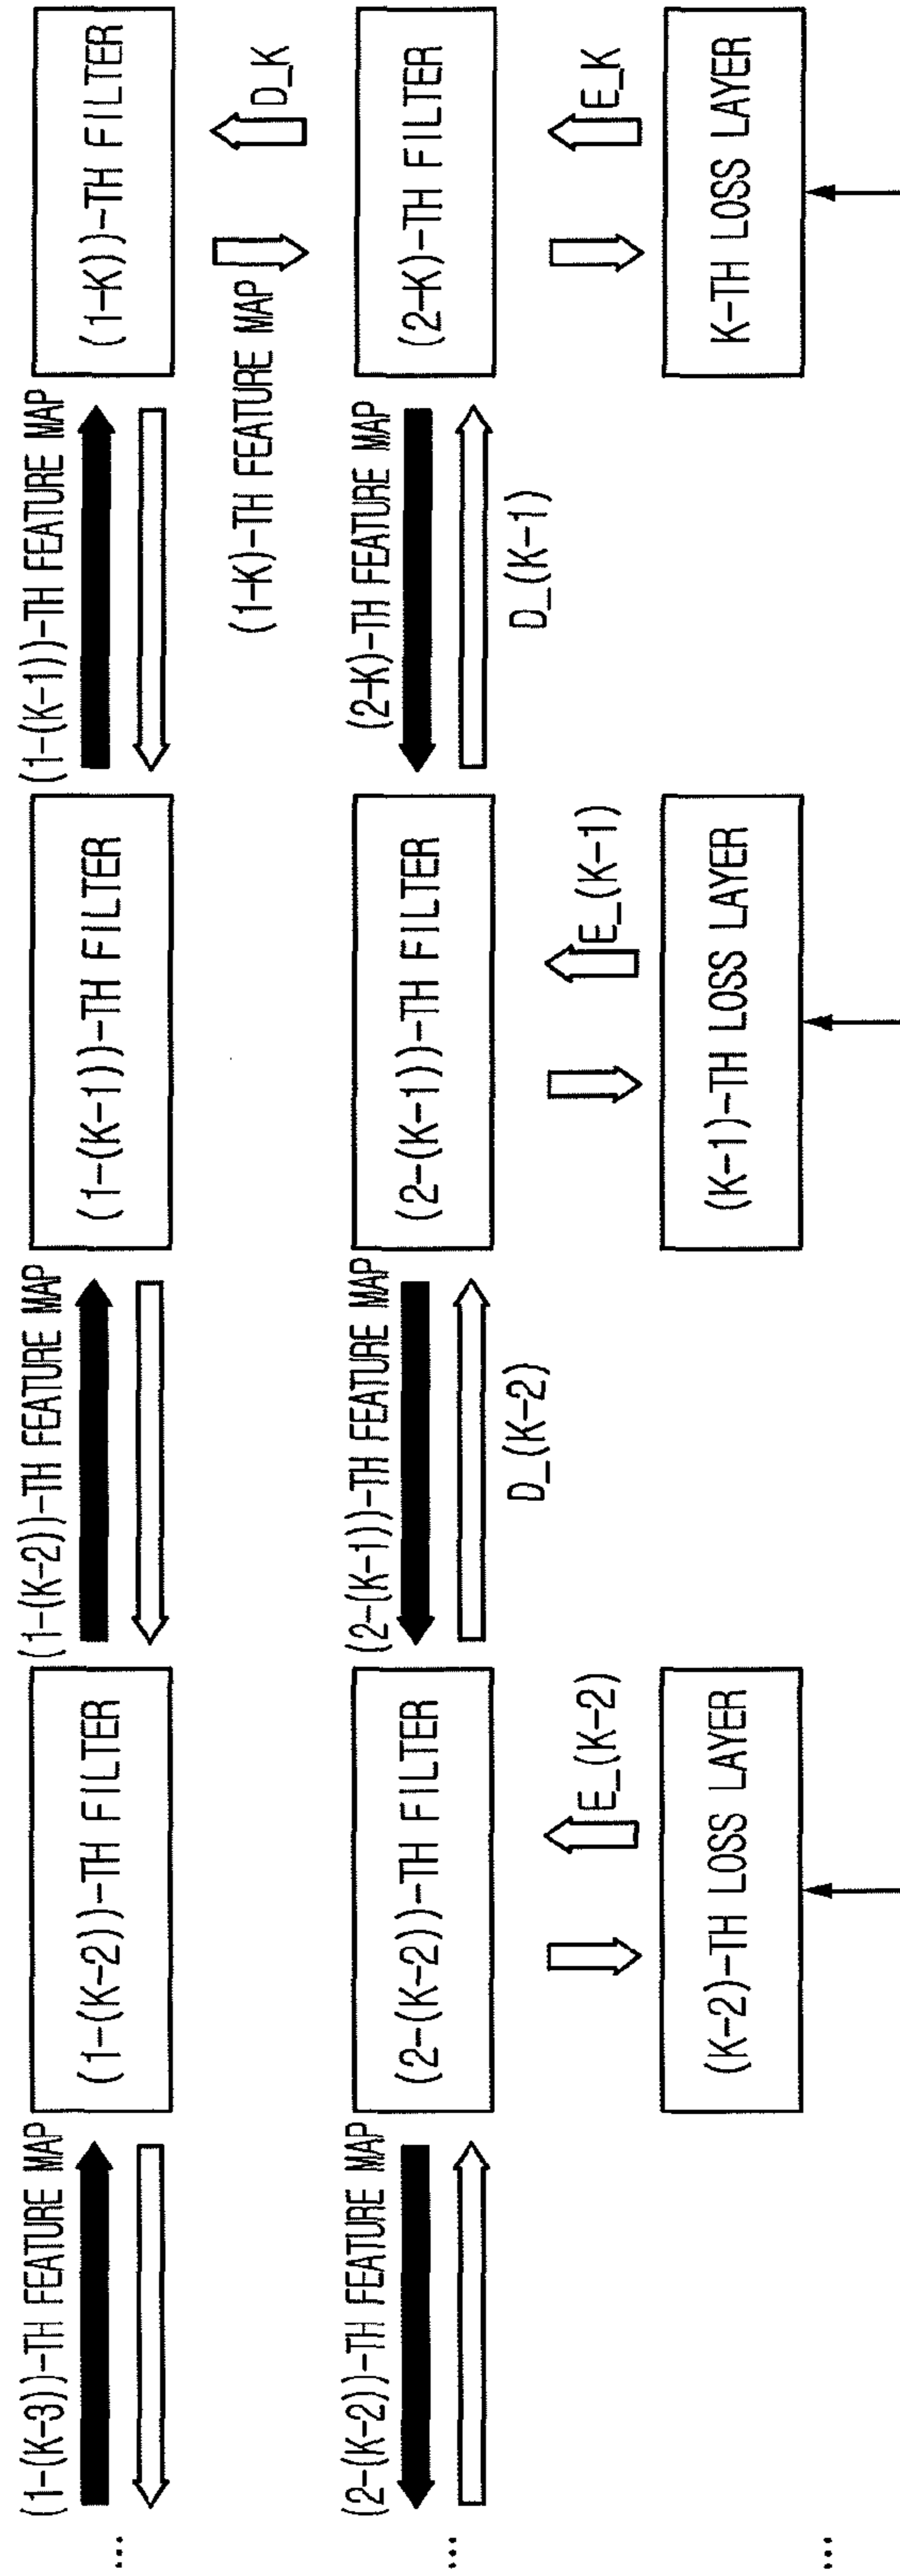 (1-(K-3))-TH FEATURE MAP
(1-(K-2))-TH FEATURE MAP
(1-(K-1))-TH FEATURE MAP
...
(1-(K-2))-TH FILTER
(1-(K-1))-TH FILTER
(1-K))-TH FILTER
(1-K)-TH FEATURE MAP
D_K
(2-(K-2))-TH FEATURE MAP
(2-(K-1))-TH FEATURE MAP
(2-K)-TH FEATURE MAP
...
(2-(K-2))-TH FILTER
(2-(K-1))-TH FILTER
(2-K)-TH FILTER
D_(K-2)
D_(K-1)
E_(K-2)
E_(K-1)
E_K
...
(K-2)-TH LOSS LAYER
(K-1)-TH LOSS LAYER
K-TH LOSS LAYER